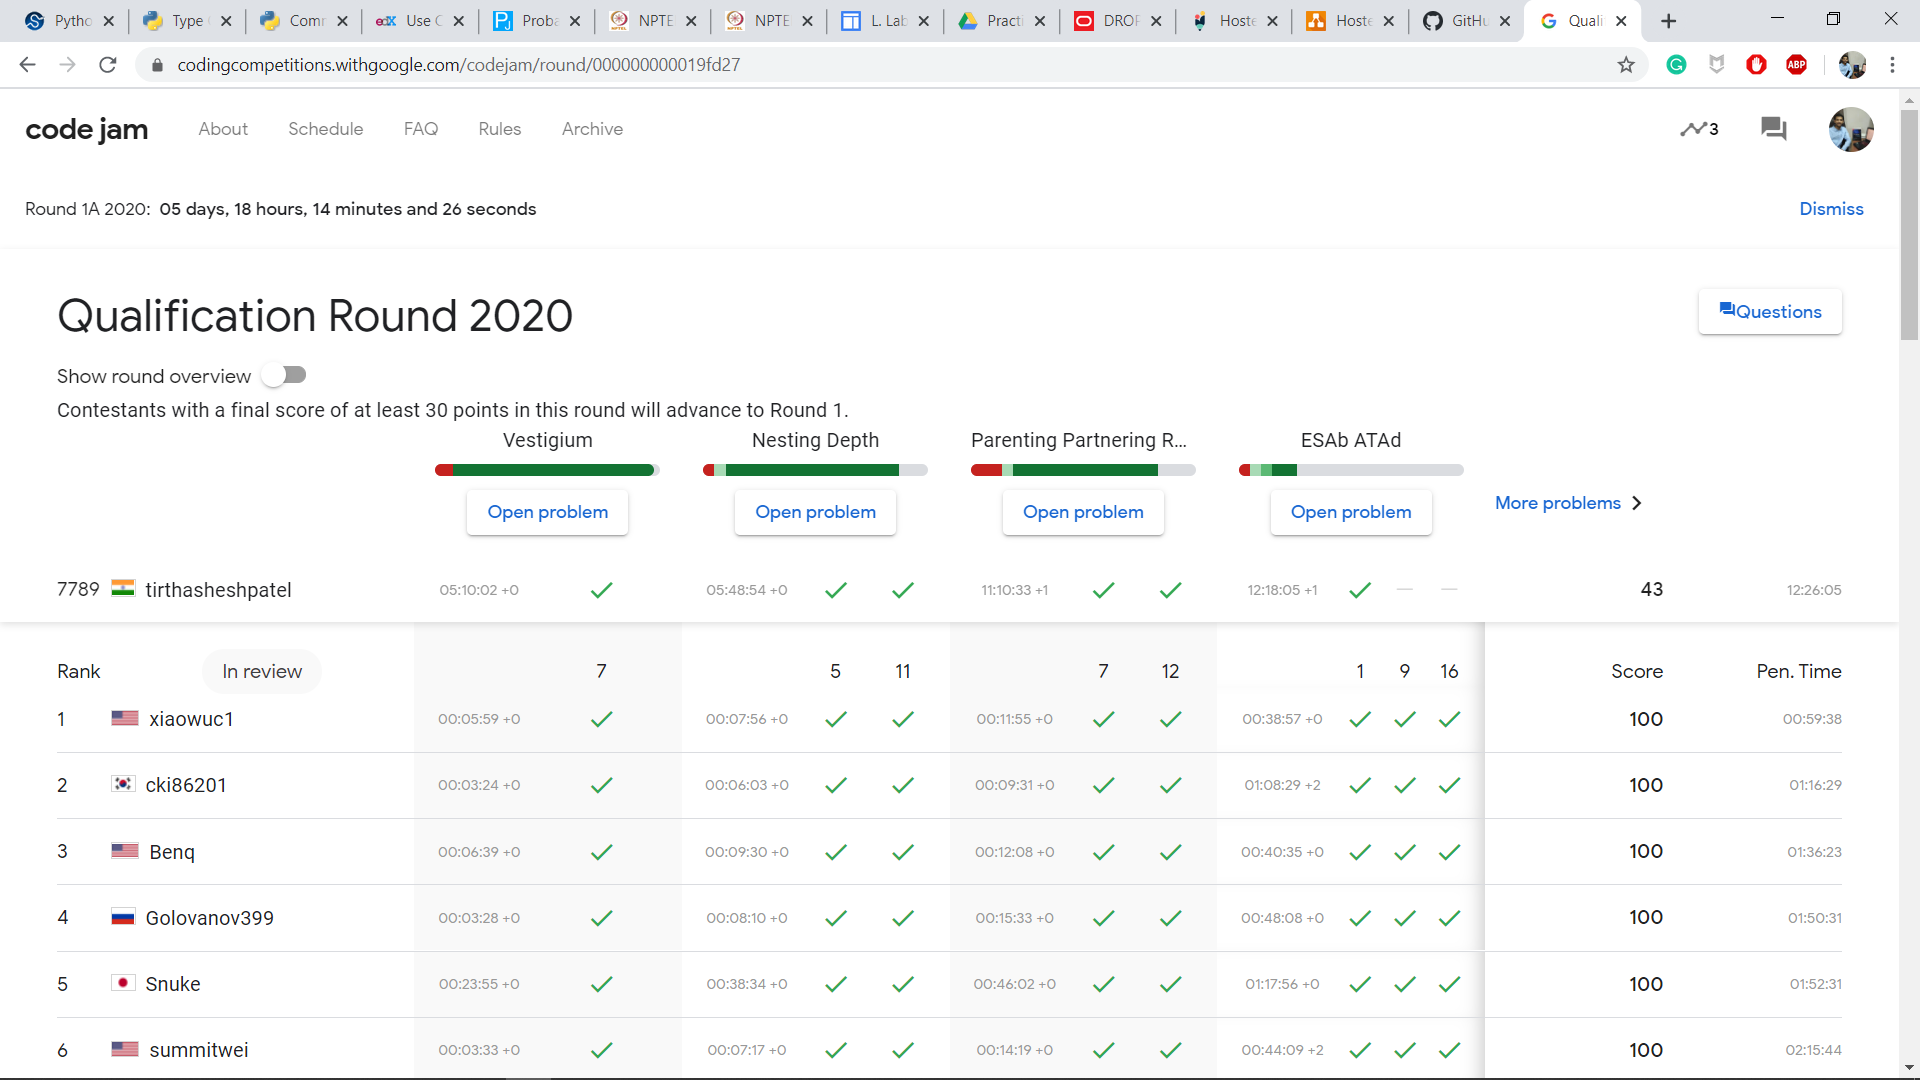 Pytho Type Comm edX Use C PJ Proba NPTE NPTE L. Lab Practi DROP Hoste Hoste GitHu Quali
codingcompetitions.withgoogle.com/codejam/round/000000000019fd27 ABP
code jam About Schedule FAQ Rules Archive 3
Round 1A 2020: 05 days, 18 hours, 14 minutes and 26 seconds Dismiss
Qualification Round 2020 Questions
Show round overview
Contestants with a final score of at least 30 points in this round will advance to Round 1.
Vestigium Nesting Depth Parenting Partnering R... ESAb ATAd
Open problem Open problem Open problem Open problem More problems
7789 tirthasheshpatel 05:10:02 +0 05:48:54 +0 11:10:33 +1 12:18:05 +1 43 12:26:05
Rank In review 7 5 11 7 12 1 9 16 Score Pen. Time
1 xiaowuc1 00:05:59 +0 00:07:56 +0 00:11:55 +0 00:38:57 +0 100 00:59:38
2 cki86201 00:03:24 +0 00:06:03 +0 00:09:31 +0 01:08:29 +2 100 01:16:29
3 Benq 00:06:39 +0 00:09:30 +0 00:12:08 +0 00:40:35 +0 100 01:36:23
4 Golovanov399 00:03:28 +0 00:08:10 +0 00:15:33 +0 00:48:08 +0 100 01:50:31
5 Snuke 00:23:55 +0 00:38:34 +0 00:46:02 +0 01:17:56 +0 100 01:52:31
6 summitwei 00:03:33 +0 00:07:17 +0 00:14:19 +0 00:44:09 +2 100 02:15:44